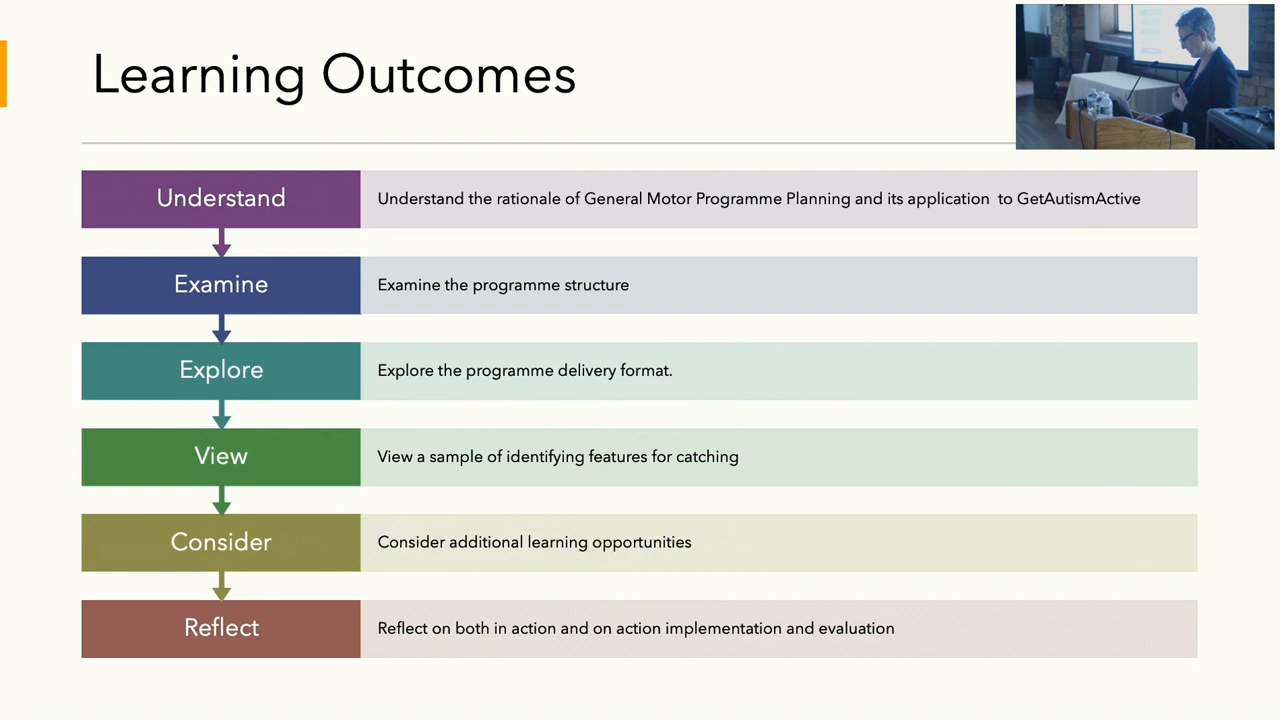 Learning Outcomes
Understand
Understand the rationale of General Motor Programme Planning and its application  to GetAutismActive
Examine
Examine the programme structure
Explore
Explore the programme delivery format.
View
View a sample of identifying features for catching
Consider
Consider additional learning opportunities
Reflect
Reflect on both in action and on action implementation and evaluation